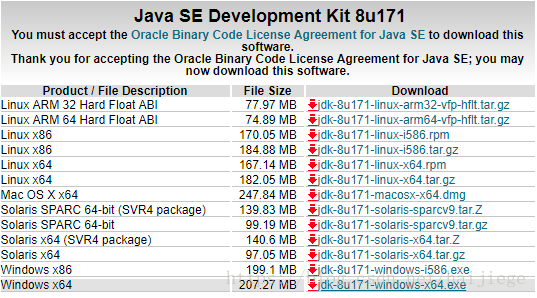 Java SE Development Kit 8u171
You must accept the Oracle Binary Code License Agreement for Java SE to download this
software.
Thank you for accepting the Oracle Binary Code License Agreement for Java SE; you may
now download this software.
Product / File Description File Size Download
Linux ARM 32 Hard Float ABI 77.97 MB jdk-8u171-linux-arm32-vfp-hflt.tar.gz
Linux ARM 64 Hard Float ABI 74.89 MB jdk-8u171-linux-arm64-vfp-hflt.tar.gz
Linux x86 170.05 MB jdk-8u171-linux-i586.rpm
Linux x86 184.88 MB jdk-8u171-linux-i586.tar.gz
Linux x64 167.14 MB jdk-8u171-linux-x64.rpm
Linux x64 182.05 MB jdk-8u171-linux-x64.tar.gz
Mac OS X x64 247.84 MB jdk-8u171-macosx-x64.dmg
Solaris SPARC 64-bit (SVR4 package) 139.83 MB jdk-8u171-solaris-sparcv9.tar.Z
Solaris SPARC 64-bit 99.19 MB jdk-8u171-solaris-sparcv9.tar.gz
Solaris x64 (SVR4 package) 140.6 MB jdk-8u171-solaris-x64.tar.Z
Solaris x64 97.05 MB jdk-8u171-solaris-x64.tar.gz
Windows x86 199.1 MB jdk-8u171-windows-i586.exe
Windows x64 207.27 MB jdk-8u171-windows-x64.exe